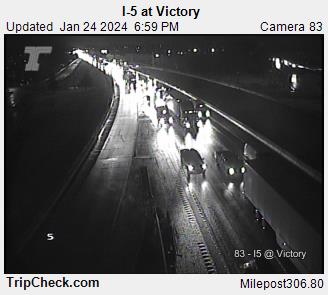 I-5 at Victory
Updated Jan 24 2024 6:59 PM
Camera 83
T
S
83 - I5 @ Victory
TripCheck.com
Milepost306.80